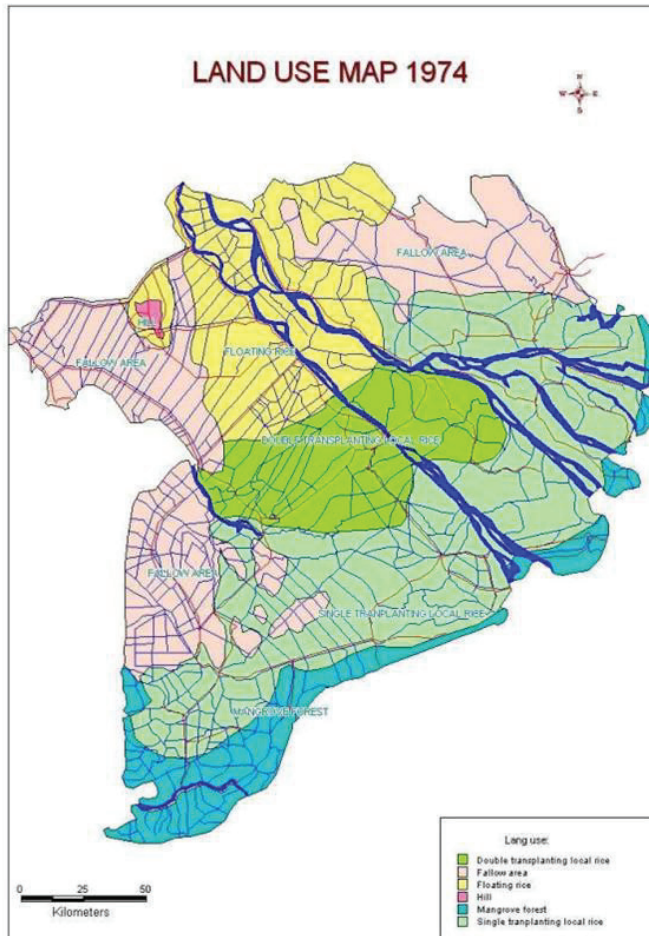 LAND USE MAP 1974
N
W E
S
FALLOW AREA
HILL
FALLOW AREA
FLOATING RICE
DOUBLE TRANSPLANTING LOCAL RICE
FALLOW AREA
SINGLE TRANPLANTING LOCAL RICE
MANGROVE FOREST
Lang use:
Double transplanting local rice
Fallow area
Floating rice
Hill
Mangrove forest
Single tranplanting local rice
0 25 50
Kilometers